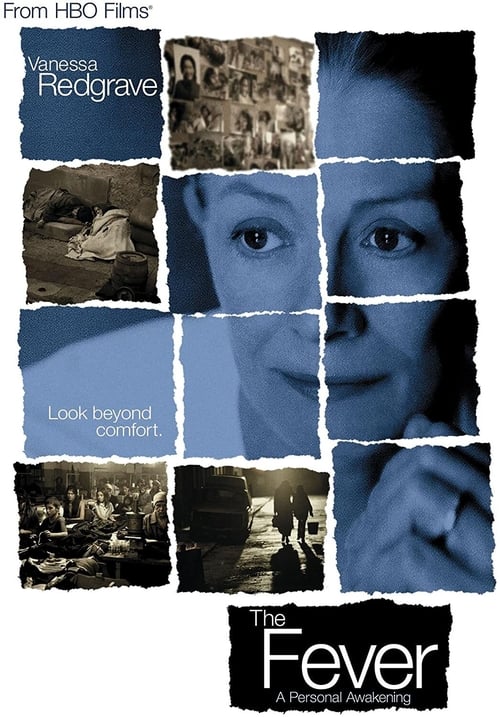 From HBO Films®
Vanessa
Redgrave
Look beyond
comfort.
The
Fever
A Personal Awakening